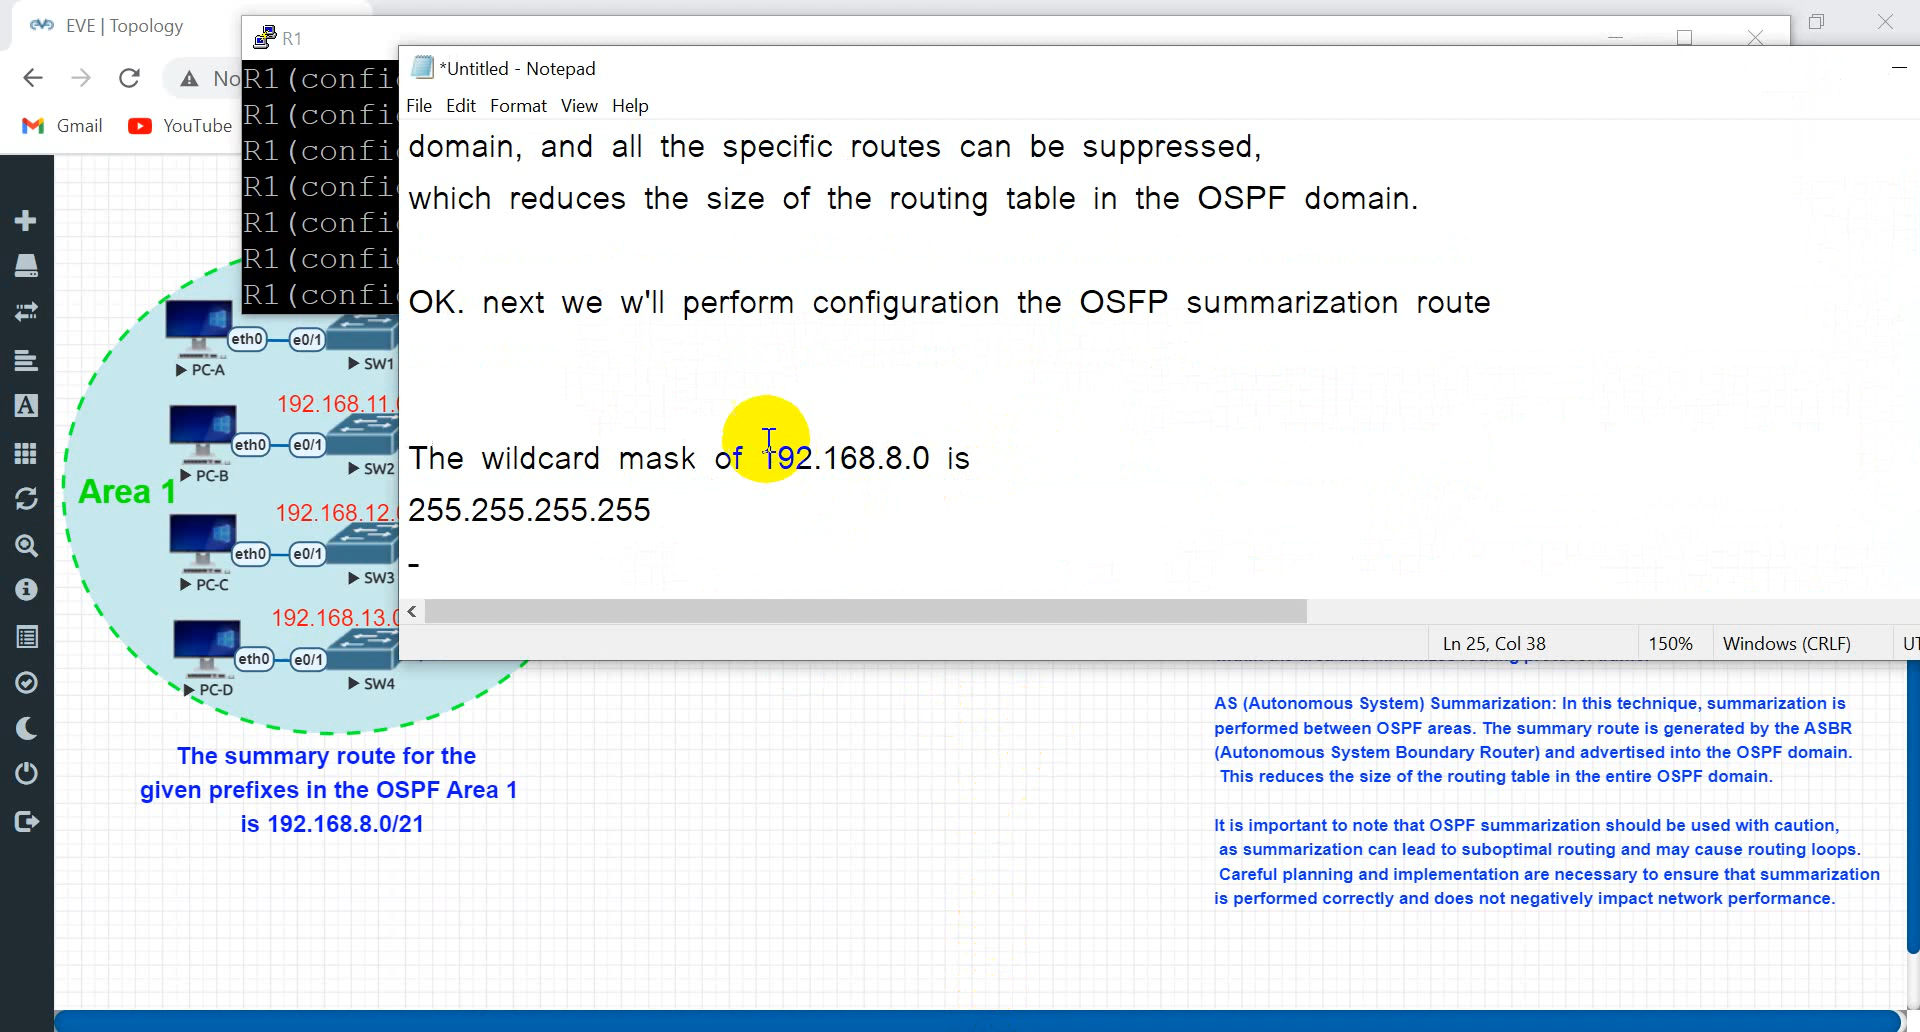 EVE | Topology
R1
No
Gmail
YouTube
R1(confi
R1(confi
R1(confi
R1(confi
R1(confi
R1(confi
R1(confi
*Untitled - Notepad
File Edit Format View Help
domain, and all the specific routes can be suppressed,
which reduces the size of the routing table in the OSPF domain.
OK. next we w'll perform configuration the OSFP summarization route
The wildcard mask of 192.168.8.0 is
255.255.255.255
-
Ln 25, Col 38
150%
Windows (CRLF)
UT
eth0 e0/1
PC-A SW1
192.168.11.
eth0 e0/1
PC-B SW2
Area 1
192.168.12.
eth0 e0/1
PC-C SW3
192.168.13.0
eth0 e0/1
PC-D SW4
The summary route for the
given prefixes in the OSPF Area 1
is 192.168.8.0/21
AS (Autonomous System) Summarization: In this technique, summarization is
performed between OSPF areas. The summary route is generated by the ASBR
(Autonomous System Boundary Router) and advertised into the OSPF domain.
This reduces the size of the routing table in the entire OSPF domain.
It is important to note that OSPF summarization should be used with caution,
as summarization can lead to suboptimal routing and may cause routing loops.
Careful planning and implementation are necessary to ensure that summarization
is performed correctly and does not negatively impact network performance.